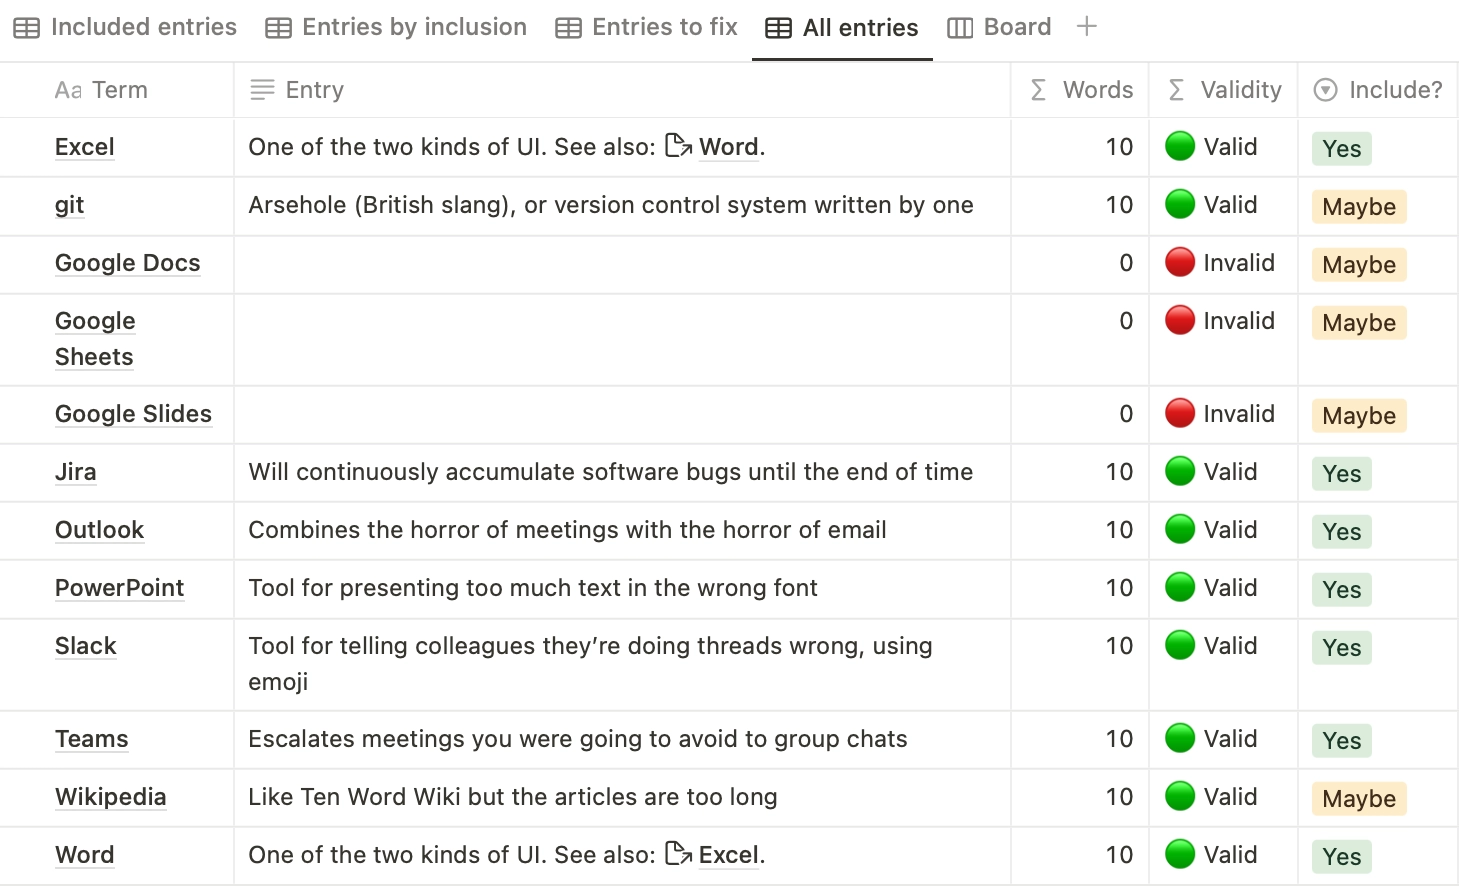 Included entries Entries by inclusion Entries to fix All entries Board +
Aa Term Entry Σ Words Σ Validity Include?
Excel One of the two kinds of UI. See also: Word. 10 Valid Yes
git Arsehole (British slang), or version control system written by one 10 Valid Maybe
Google Docs 0 Invalid Maybe
Google 0 Invalid Maybe
Sheets
Google Slides 0 Invalid Maybe
Jira Will continuously accumulate software bugs until the end of time 10 Valid Yes
Outlook Combines the horror of meetings with the horror of email 10 Valid Yes
PowerPoint Tool for presenting too much text in the wrong font 10 Valid Yes
Slack Tool for telling colleagues they’re doing threads wrong, using 10 Valid Yes
emoji
Teams Escalates meetings you were going to avoid to group chats 10 Valid Yes
Wikipedia Like Ten Word Wiki but the articles are too long 10 Valid Maybe
Word One of the two kinds of UI. See also: Excel. 10 Valid Yes